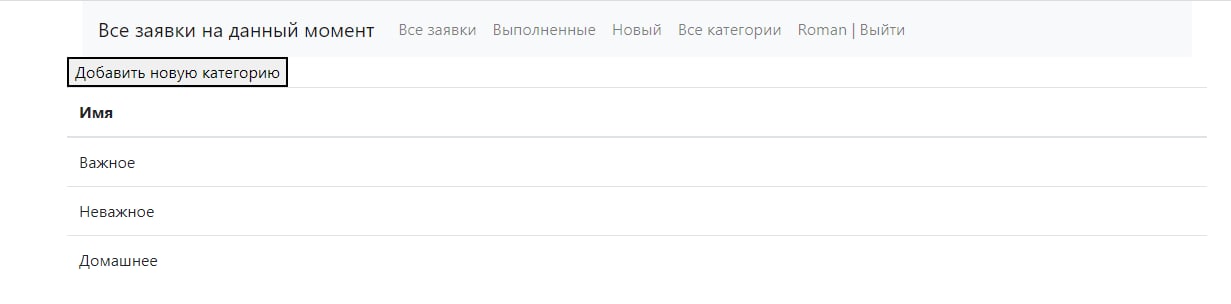 Все заявки на данный момент Все заявки Выполненные Новый Все категории Roman | Выйти
Добавить новую категорию
Имя
Важное
Неважное
Домашнее